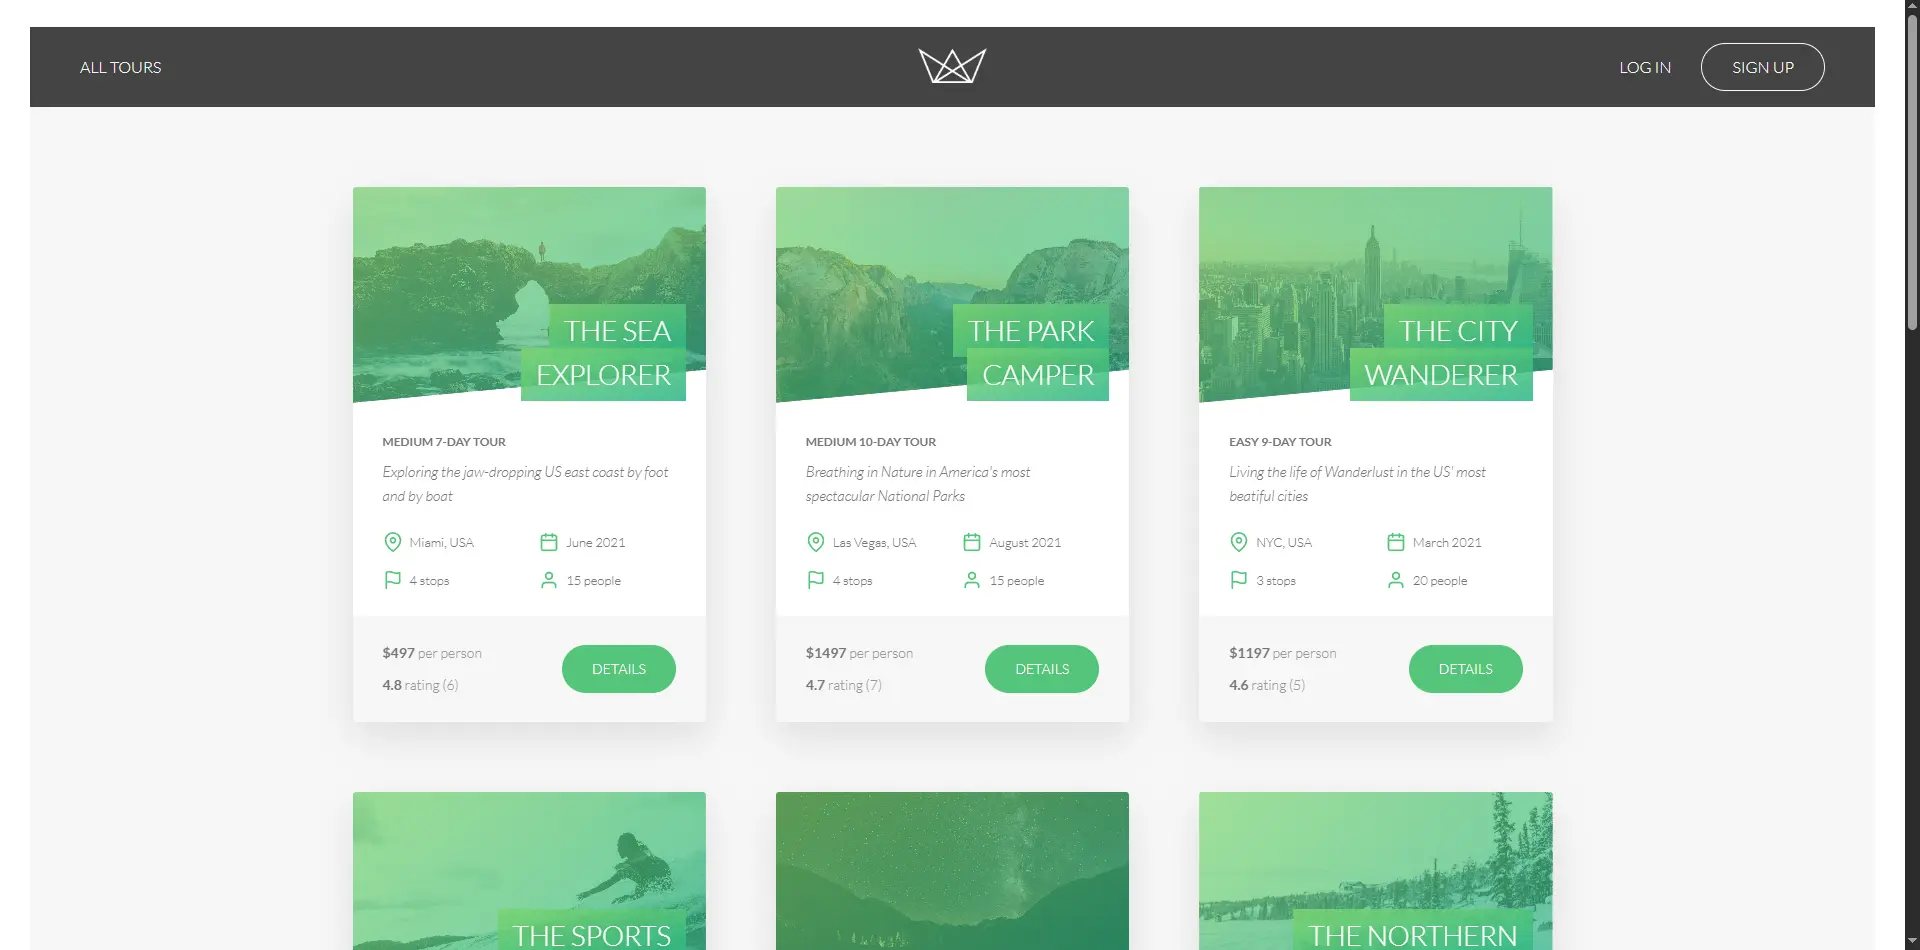 ALL TOURS
LOG IN
SIGN UP
THE SEA
EXPLORER
MEDIUM 7-DAY TOUR
Exploring the jaw-dropping US east coast by foot
and by boat
Miami, USA
June 2021
4 stops
15 people
$497 per person
4.8 rating (6)
DETAILS
THE PARK
CAMPER
MEDIUM 10-DAY TOUR
Breathing in Nature in America's most
spectacular National Parks
Las Vegas, USA
August 2021
4 stops
15 people
$1497 per person
4.7 rating (7)
DETAILS
THE CITY
WANDERER
EASY 9-DAY TOUR
Living the life of Wanderlust in the US' most
beatiful cities
NYC, USA
March 2021
3 stops
20 people
$1197 per person
4.6 rating (5)
DETAILS
THE SPORTS
THE NORTHERN